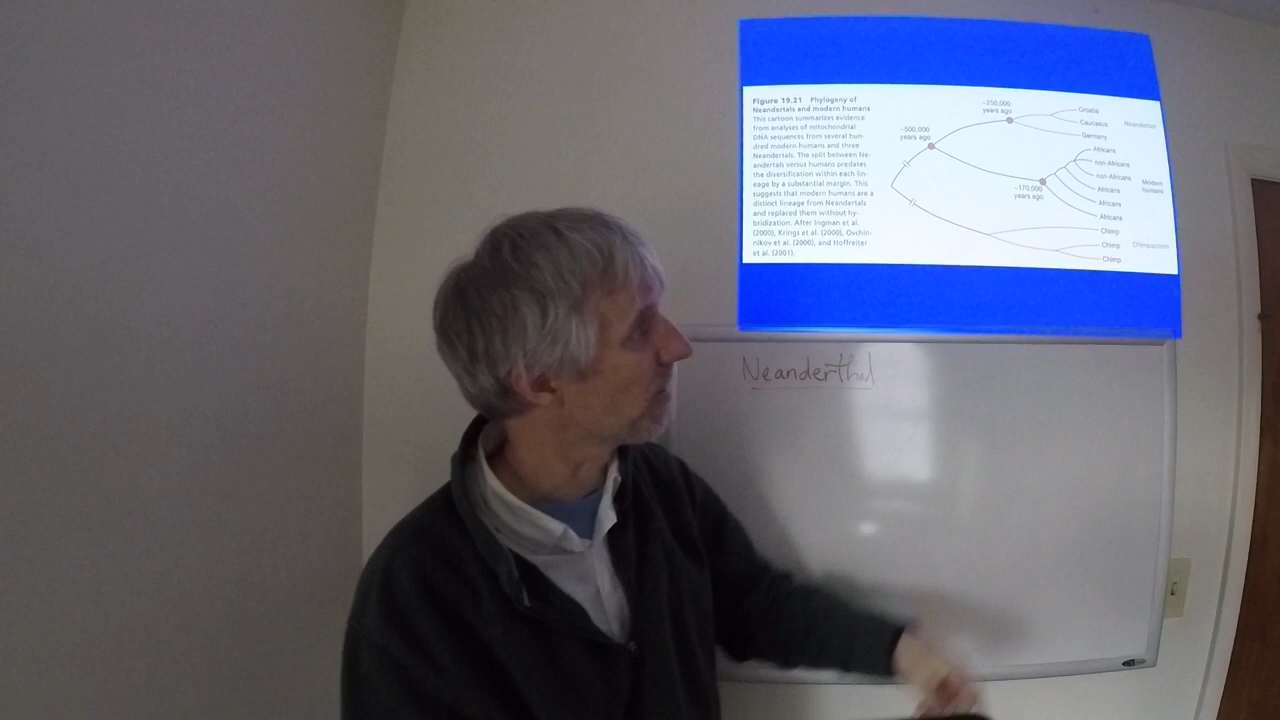 Figure 19.21 Phylogeny of
Neandertals and modern humans
This cartoon summarizes evidence
from analyses of mitochondrial
DNA sequences from several hun-
dred modern humans and three
Neandertals. The split between Ne-
andertals versus humans predates
the diversification within each lin-
eage by a substantial margin. This
suggests that modern humans are a
distinct lineage from Neandertals
and replaced them without hy-
bridization. After Ingman et al.
(2000), Krings et al. (2000), Ovchin-
nikov et al. (2000), and Hoffreiter
et al. (2001).
~500,000
years ago
~250,000
years ago
~170,000
years ago
Croatia
Caucasus
Germany
Neandertals
Africans
non-Africans
non-Africans
Africans
Africans
Africans
Modern
humans
Chimp
Chimp
Chimp
Chimpanzees
Neanderthal